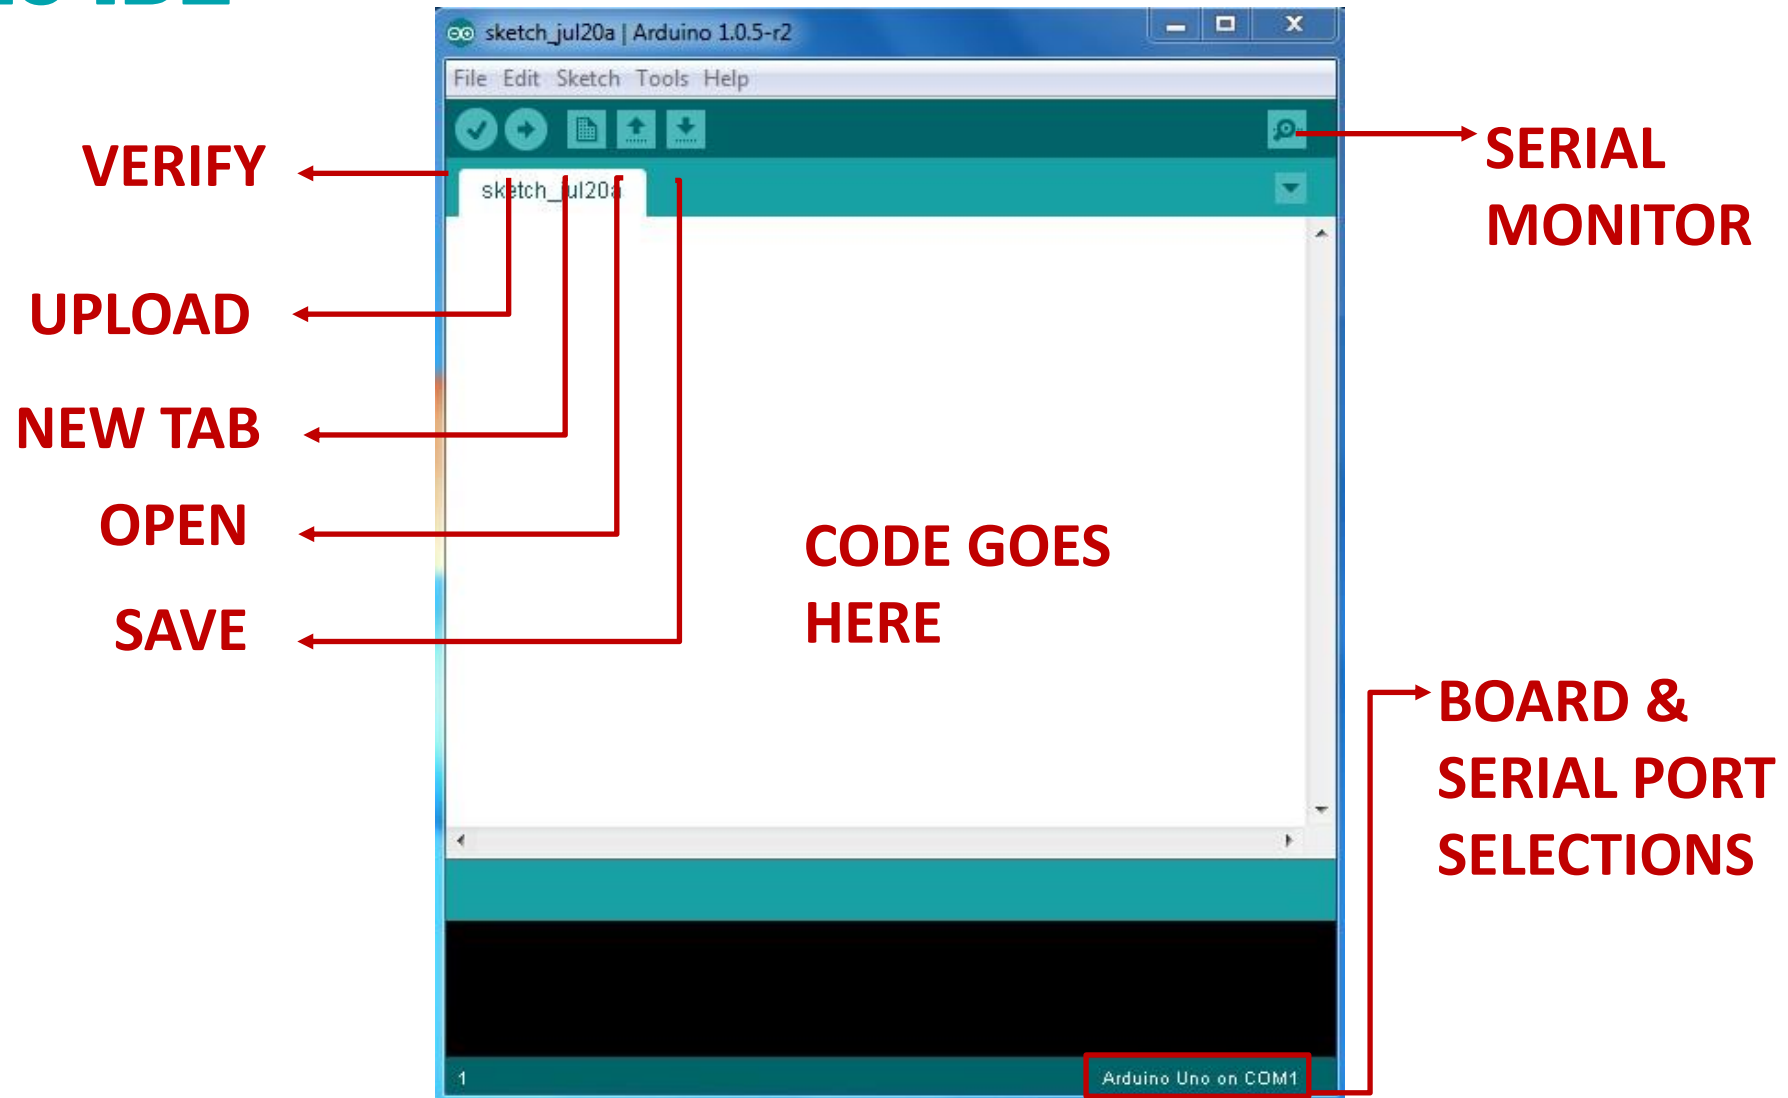 IDE
sketch_jul20a | Arduino 1.0.5-r2
File Edit Sketch Tools Help
VERIFY
SERIAL
MONITOR
sketch_jul20a
UPLOAD
NEW TAB
OPEN
SAVE
CODE GOES
HERE
BOARD &
SERIAL PORT
SELECTIONS
1
Arduino Uno on COM1